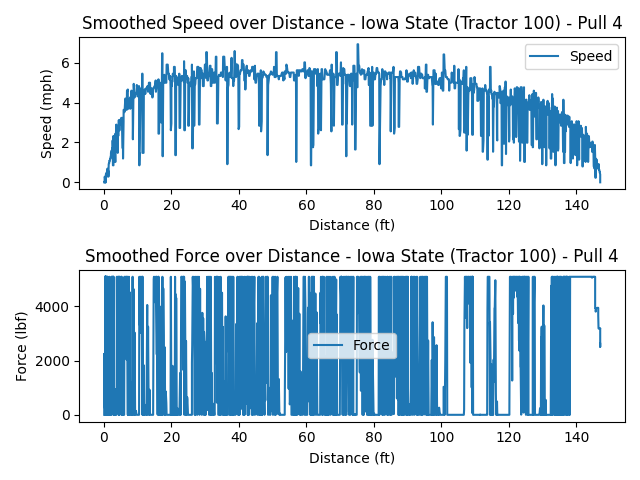 Smoothed Speed over Distance - Iowa State (Tractor 100) - Pull 4
Speed (mph)
6
4
2
0
Speed
0 20 40 60 80 100 120 140
Distance (ft)
Smoothed Force over Distance - Iowa State (Tractor 100) - Pull 4
Force (lbf)
4000
2000
0
Force
0 20 40 60 80 100 120 140
Distance (ft)